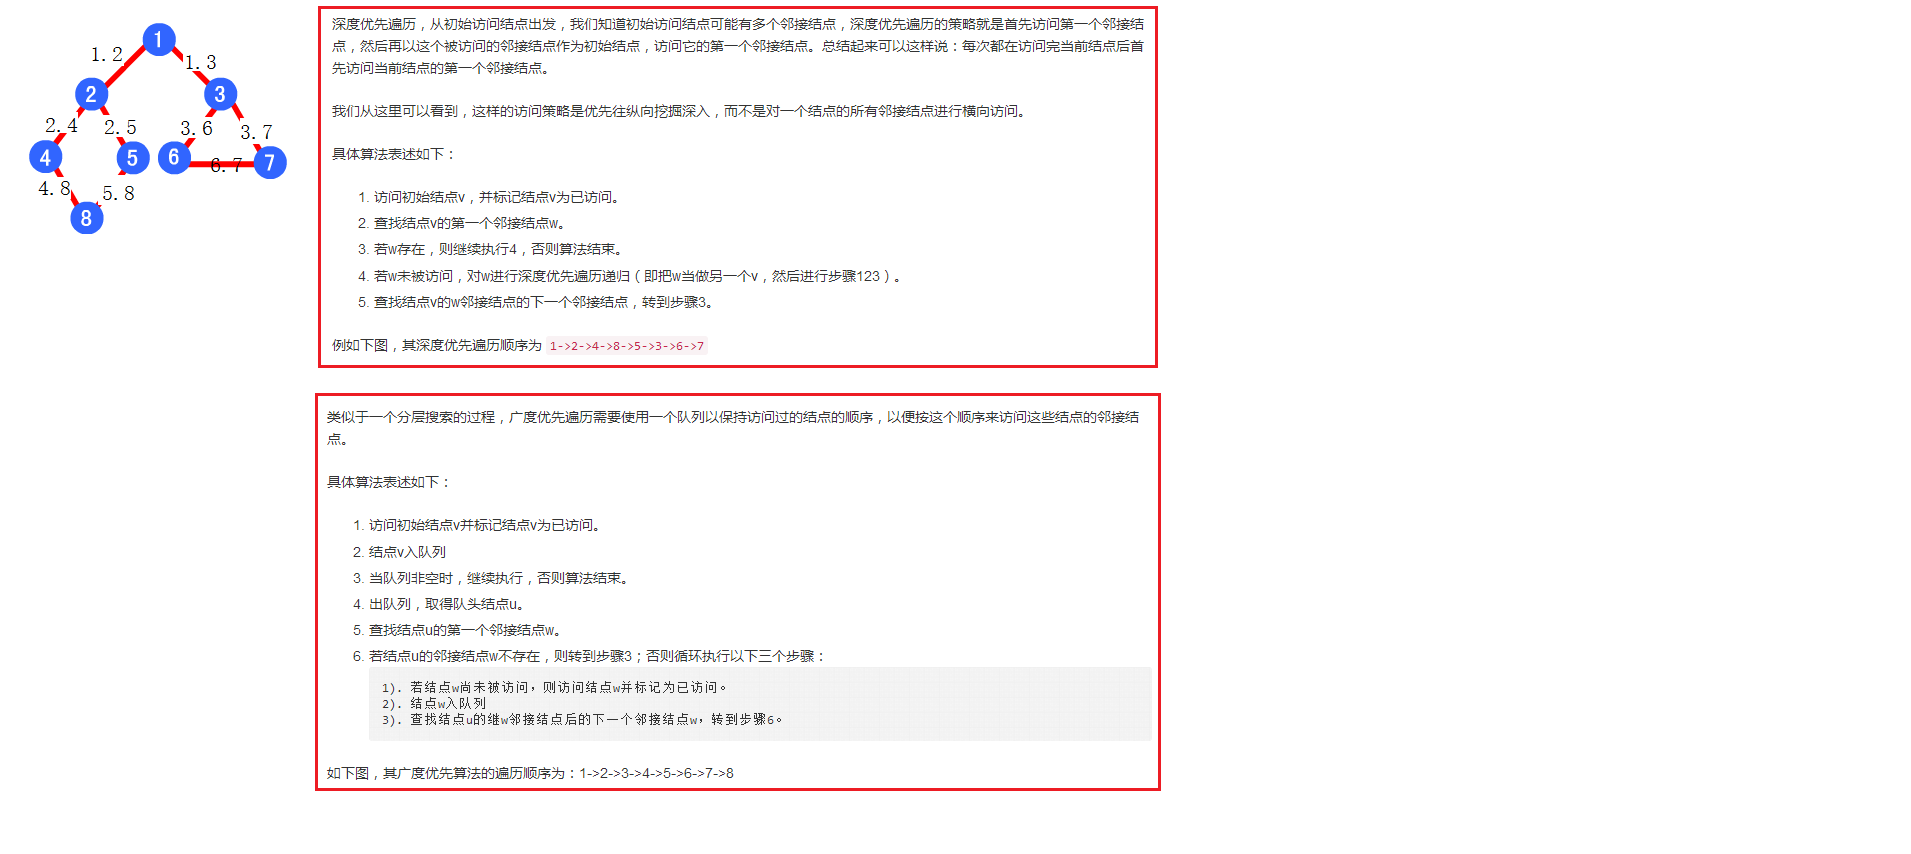 1
1.2
1.3
2
3
2.4
2.5
3.6
3.7
4
5
6
6.7
7
4.8
5.8
8
深度优先遍历，从初始访问结点出发，我们知道初始访问结点可能有多个邻接结点，深度优先遍历的策略就是首先访问第一个邻接结
点，然后再以这个被访问的邻接结点作为初始结点，访问它的第一个邻接结点。总结起来可以这样说：每次都在访问完当前结点后首
先访问当前结点的第一个邻接结点。
我们从这里可以看到，这样的访问策略是优先往纵向挖掘深入，而不是对一个结点的所有邻接结点进行横向访问。
具体算法表述如下：
1. 访问初始结点v，并标记结点v为已访问。
2. 查找结点v的第一个邻接结点w。
3. 若w存在，则继续执行4，否则算法结束。
4. 若w未被访问，对w进行深度优先遍历递归（即把w当做另一个v，然后进行步骤123）。
5. 查找结点v的w邻接结点的下一个邻接结点，转到步骤3。
例如下图，其深度优先遍历顺序为 1->2->4->8->5->3->6->7
类似于一个分层搜索的过程，广度优先遍历需要使用一个队列以保持访问过的结点的顺序，以便按这个顺序来访问这些结点的邻接结
点。
具体算法表述如下：
1. 访问初始结点v并标记结点v为已访问。
2. 结点v入队列
3. 当队列非空时，继续执行，否则算法结束。
4. 出队列，取得队头结点u。
5. 查找结点u的第一个邻接结点w。
6. 若结点u的邻接结点w不存在，则转到步骤3；否则循环执行以下三个步骤：
1). 若结点w尚未被访问，则访问结点w并标记为已访问。
2). 结点w入队列
3). 查找结点u的继w邻接结点后的下一个邻接结点w，转到步骤6。
如下图，其广度优先算法的遍历顺序为：1->2->3->4->5->6->7->8